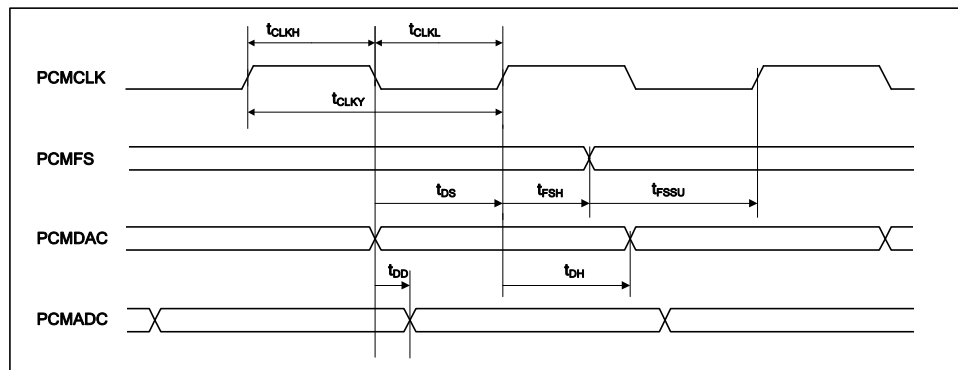 tCLKH tCLKL
PCMCLK
tCLKY
PCMFS
tDS tFSH tFSSU
PCMDAC
tDD tDH
PCMADC